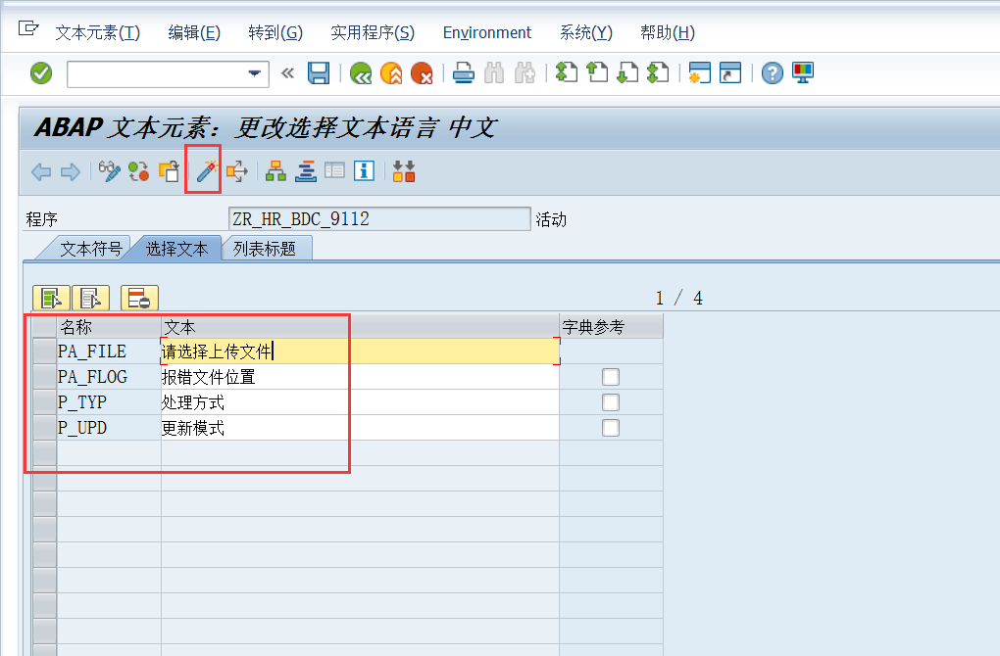 文本元素(T) 编辑(E) 转到(G) 实用程序(S) Environment 系统(Y) 帮助(H)
ABAP 文本元素：更改选择文本语言 中文
程序 ZR_HR_BDC_9112 活动
文本符号 选择文本 列表标题
1 / 4
名称 文本 字典参考
PA_FILE 请选择上传文件
PA_FLOG 报错文件位置
P_TYP 处理方式
P_UPD 更新模式